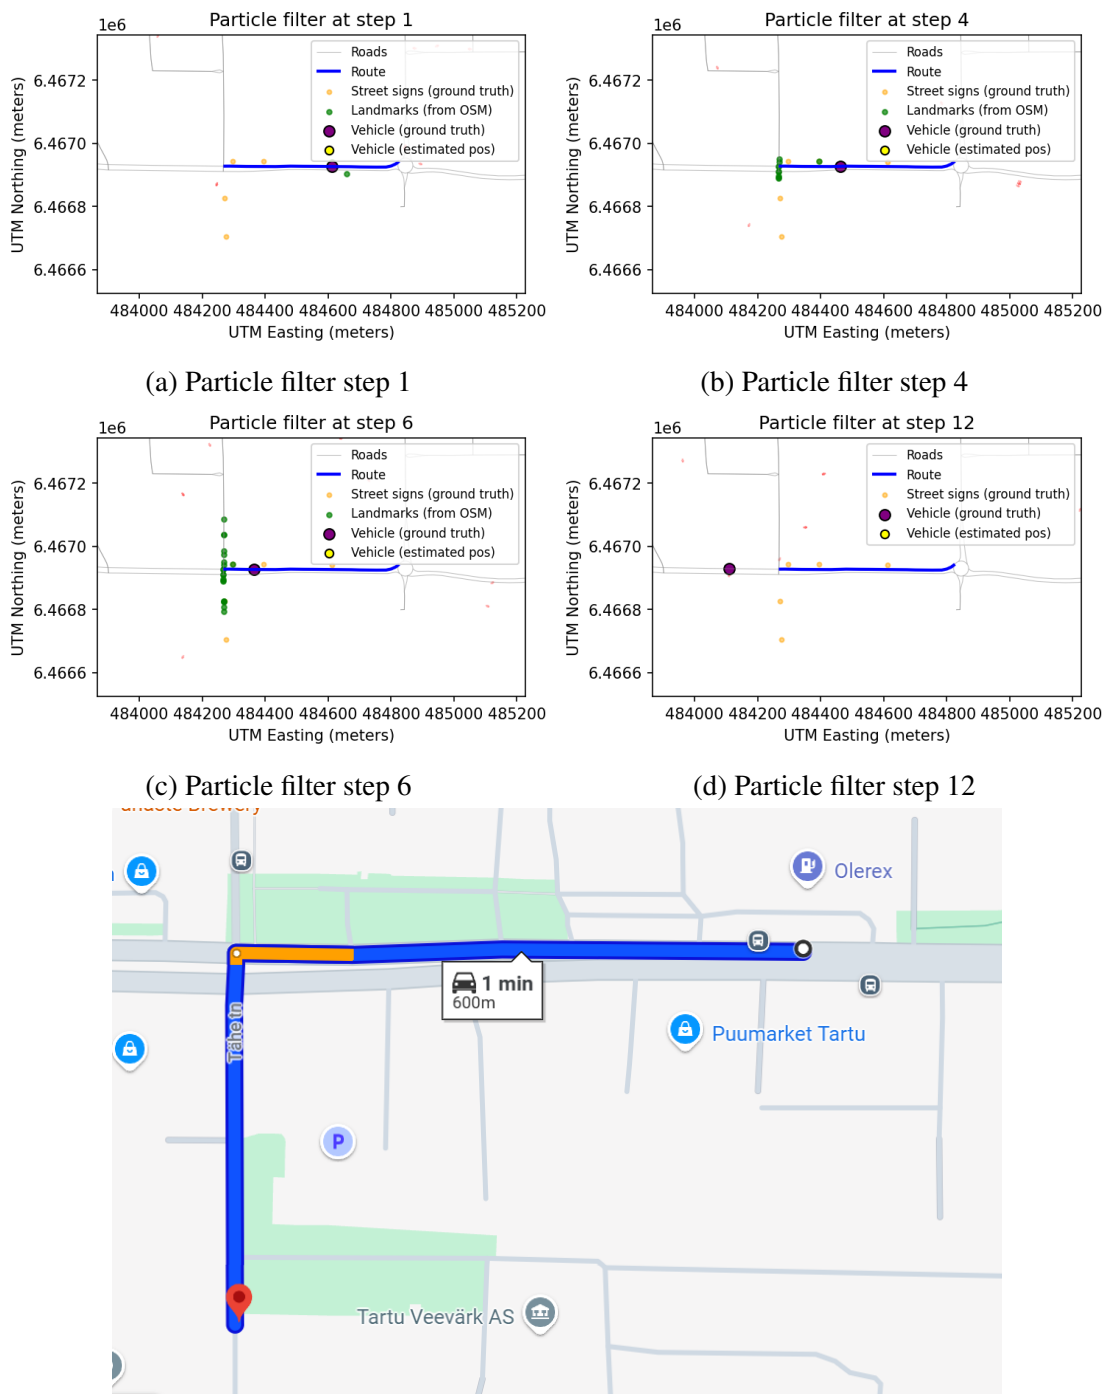 Particle filter at step 1
1e6
6.4672
6.4670
6.4668
6.4666
UTM Northing (meters)
Roads
Route
Street signs (ground truth)
Landmarks (from OSM)
Vehicle (ground truth)
Vehicle (estimated pos)
484000 484200 484400 484600 484800 485000 485200
UTM Easting (meters)
(a) Particle filter step 1
Particle filter at step 4
1e6
6.4672
6.4670
6.4668
6.4666
UTM Northing (meters)
Roads
Route
Street signs (ground truth)
Landmarks (from OSM)
Vehicle (ground truth)
Vehicle (estimated pos)
484000 484200 484400 484600 484800 485000 485200
UTM Easting (meters)
(b) Particle filter step 4
Particle filter at step 6
1e6
6.4672
6.4670
6.4668
6.4666
UTM Northing (meters)
Roads
Route
Street signs (ground truth)
Landmarks (from OSM)
Vehicle (ground truth)
Vehicle (estimated pos)
484000 484200 484400 484600 484800 485000 485200
UTM Easting (meters)
(c) Particle filter step 6
Particle filter at step 12
1e6
6.4672
6.4670
6.4668
6.4666
UTM Northing (meters)
Roads
Route
Street signs (ground truth)
Vehicle (ground truth)
Vehicle (estimated pos)
484000 484200 484400 484600 484800 485000 485200
UTM Easting (meters)
(d) Particle filter step 12
Brewery
Olerex
1 min
600m
Tähe tn
Puumarket Tartu
P
Tartu Veevärk AS